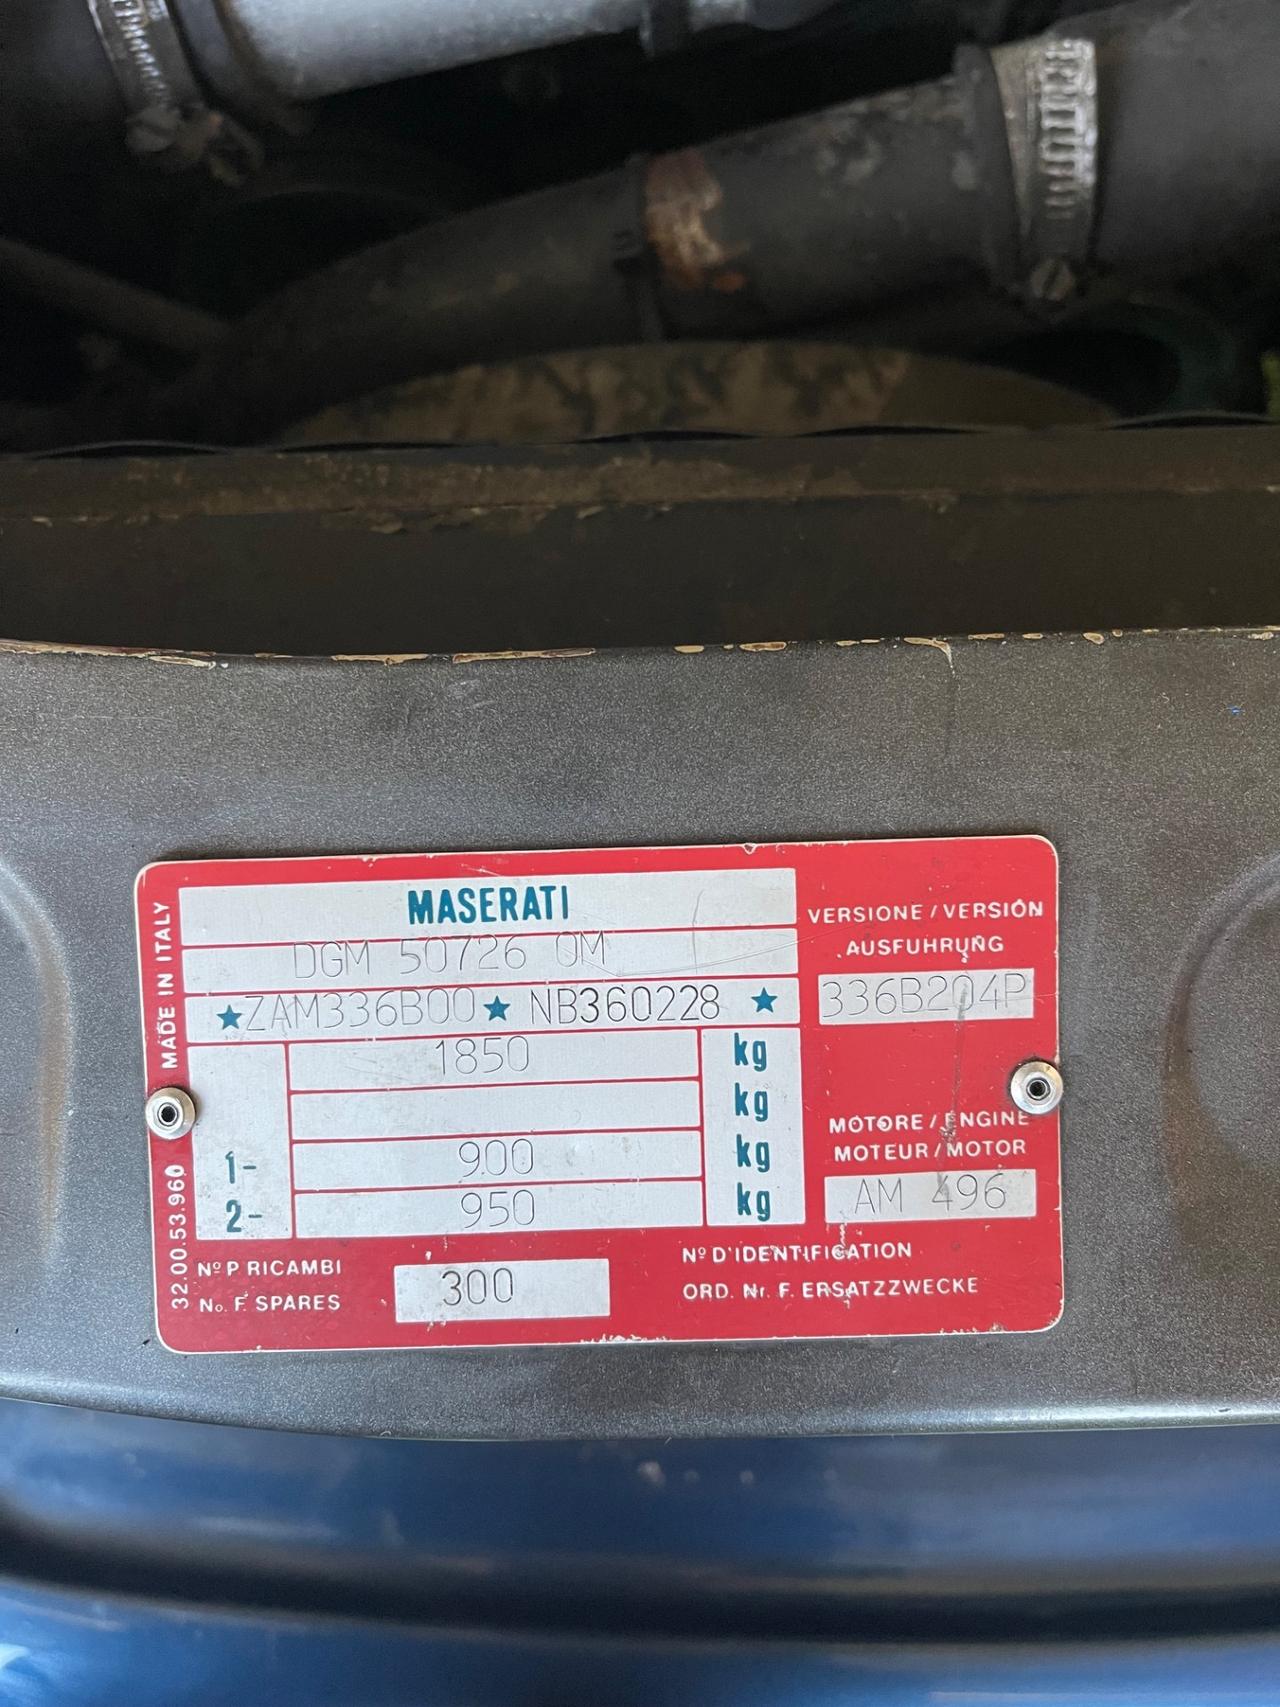 MASERATI
DGM 50726 OM
★ZAM336B00★ NB360228 ★
1850 kg
kg
1- 900 kg
2- 950 kg
Nº P RICAMBI
No. F. SPARES
300
Nº D'IDENTIFICATION
ORD. Nr. F. ERSATZZWECKE
VERSIONE / VERSIÓN
AUSFUHRUNG
336B204P
MOTORE / ENGINE
MOTEUR / MOTOR
AM 496
MADE IN ITALY
32.00.53.960